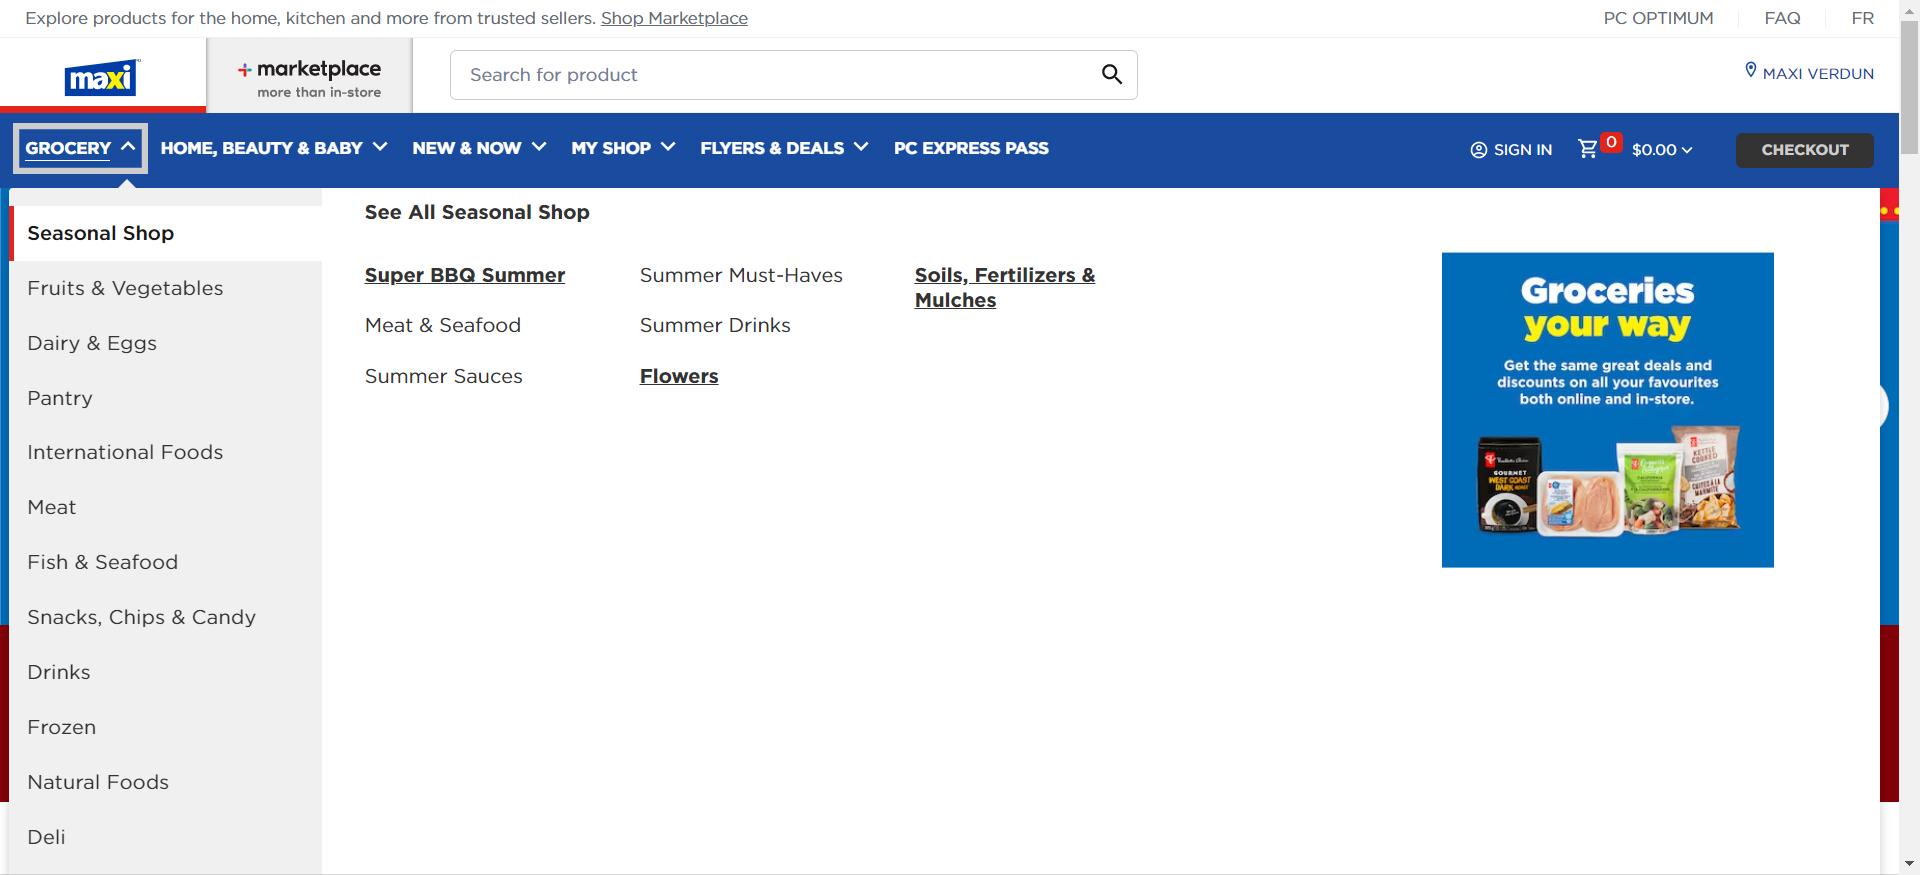 Explore products for the home, kitchen and more from trusted sellers. Shop Marketplace
PC OPTIMUM
FAQ
FR
maxi
marketplace
more than in-store
Search for product
MAXI VERDUN
GROCERY
HOME, BEAUTY & BABY
NEW & NOW
MY SHOP
FLYERS & DEALS
PC EXPRESS PASS
SIGN IN
0
$0.00
CHECKOUT
Seasonal Shop
Fruits & Vegetables
Dairy & Eggs
Pantry
International Foods
Meat
Fish & Seafood
Snacks, Chips & Candy
Drinks
Frozen
Natural Foods
Deli
See All Seasonal Shop
Super BBQ Summer
Meat & Seafood
Summer Sauces
Summer Must-Haves
Summer Drinks
Flowers
Soils, Fertilizers &
Mulches
Groceries
your way
Get the same great deals and
discounts on all your favourites
both online and in-store.
GOURMET
WEST COAST
DARK ROAST
KETTLE
COOKED
CUITES À LA
MARMITE